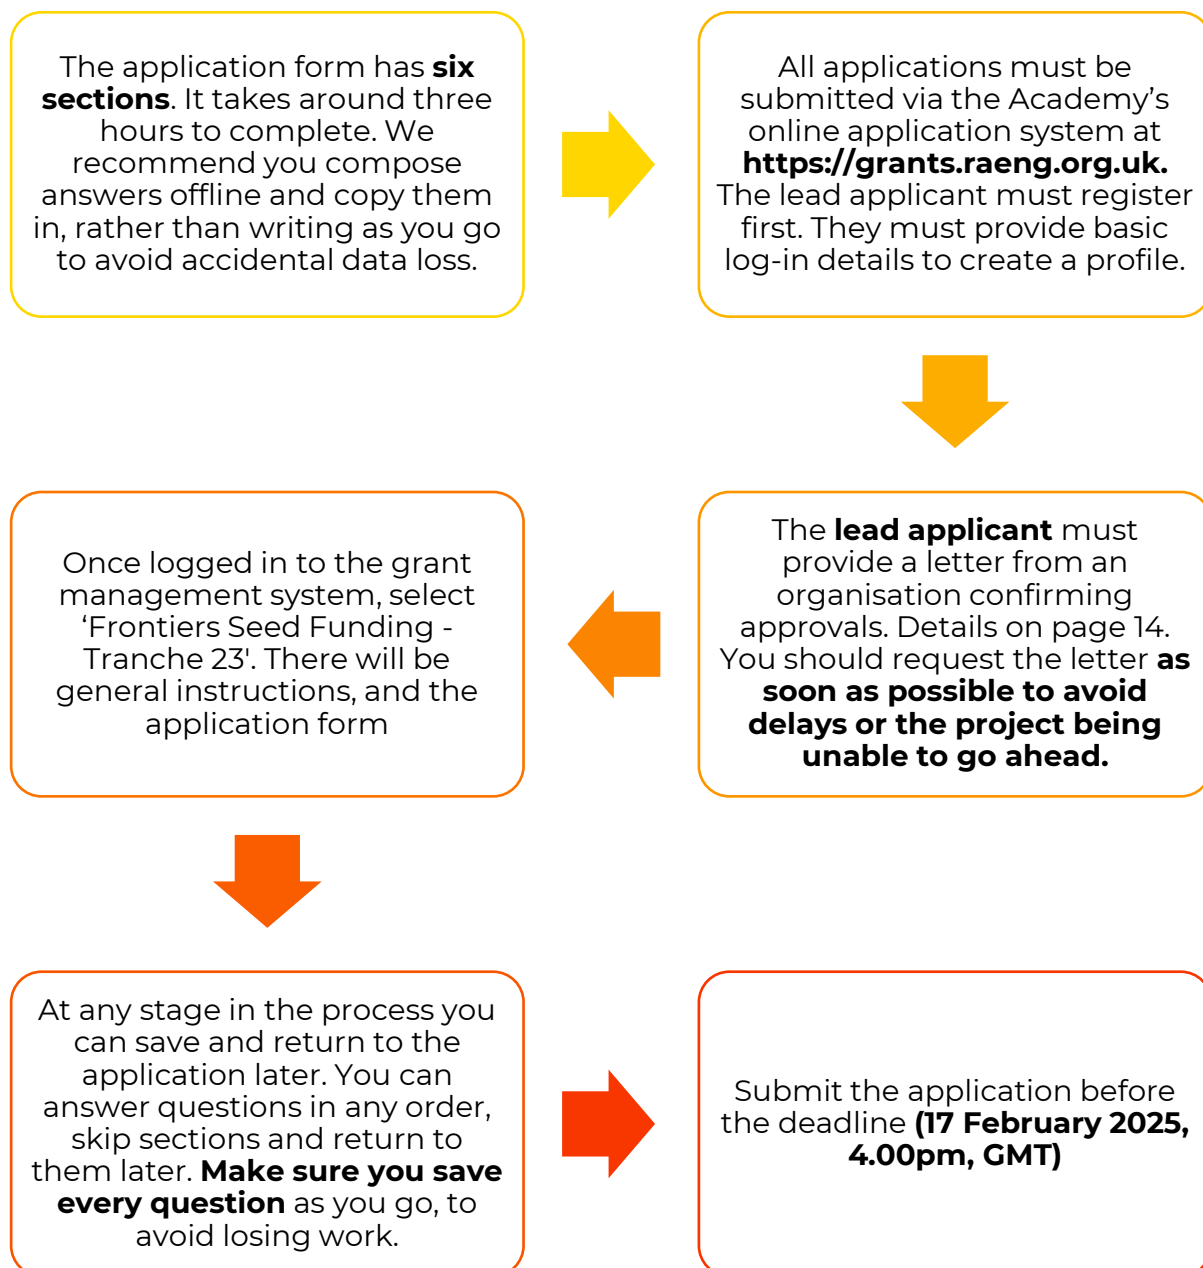 The application form has six
sections. It takes around three
hours to complete. We
recommend you compose
answers offline and copy them
in, rather than writing as you go
to avoid accidental data loss.
All applications must be
submitted via the Academy’s
online application system at
https://grants.raeng.org.uk.
The lead applicant must register
first. They must provide basic
log-in details to create a profile.
The lead applicant must
provide a letter from an
organisation confirming
approvals. Details on page 14.
You should request the letter as
soon as possible to avoid
delays or the project being
unable to go ahead.
Once logged in to the grant
management system, select
‘Frontiers Seed Funding -
Tranche 23'. There will be
general instructions, and the
application form
At any stage in the process you
can save and return to the
application later. You can
answer questions in any order,
skip sections and return to
them later. Make sure you save
every question as you go, to
avoid losing work.
Submit the application before
the deadline (17 February 2025,
4.00pm, GMT)